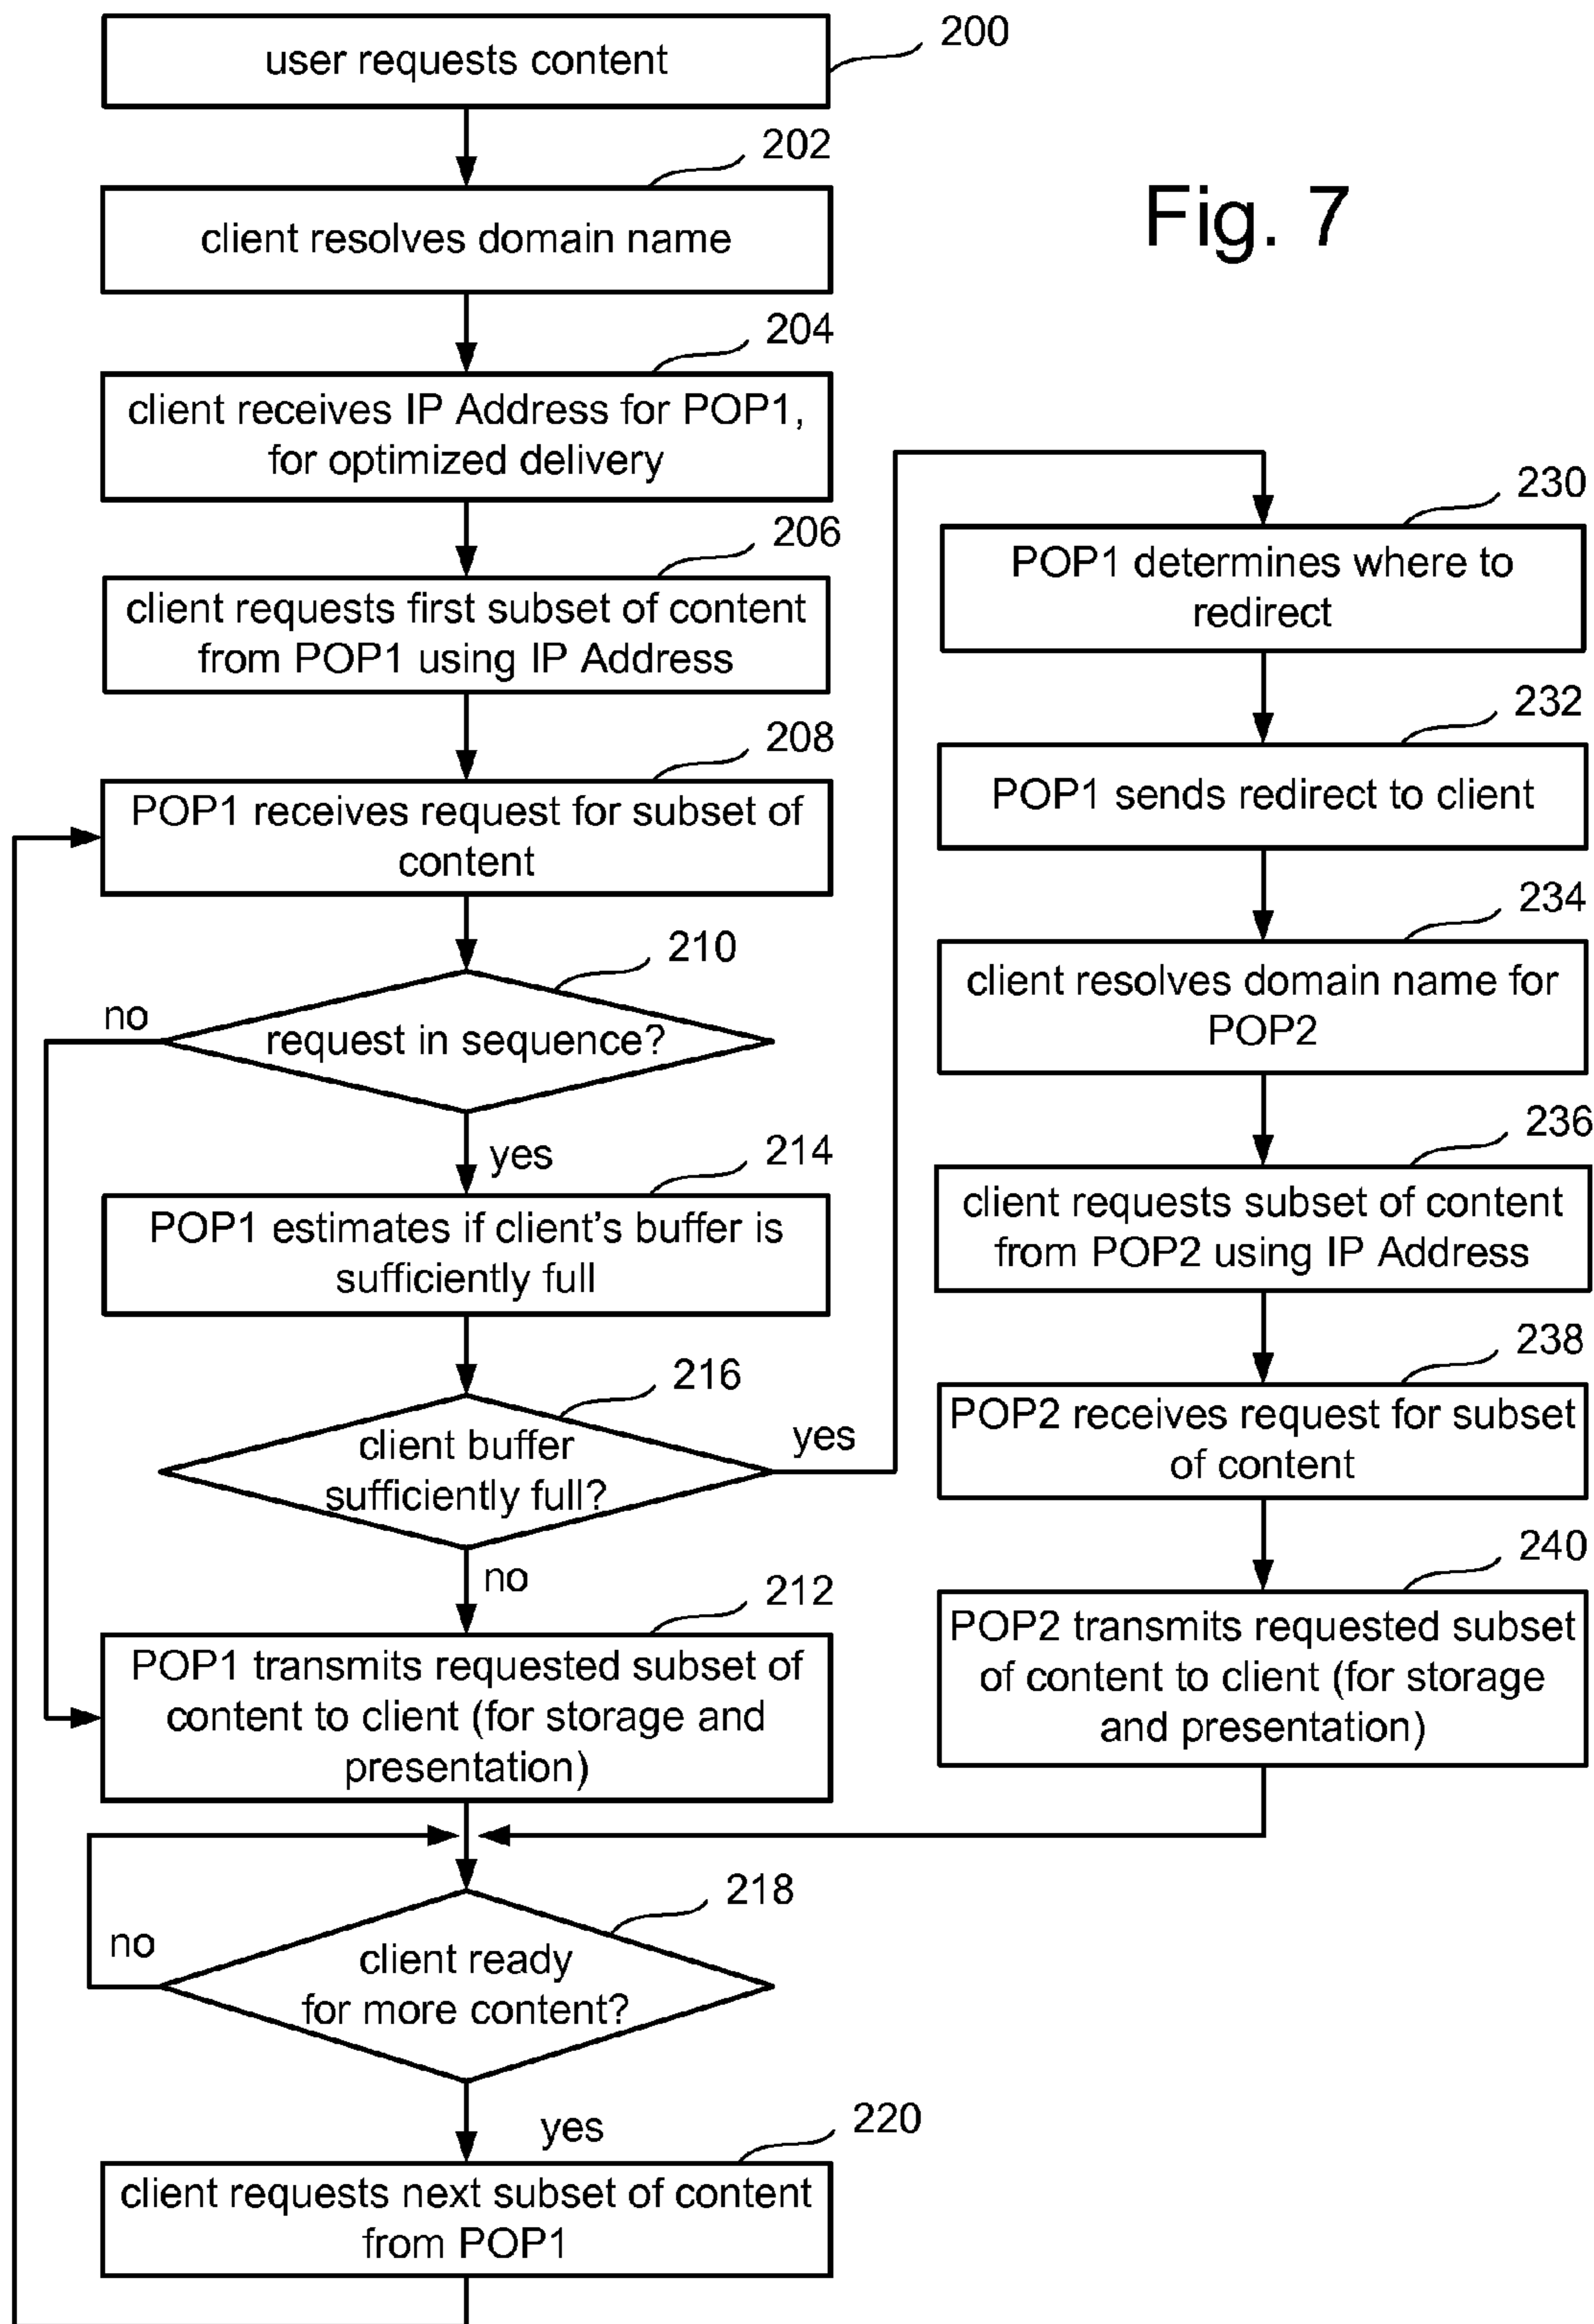 user requests content
200
202
client resolves domain name
Fig. 7
204
client receives IP Address for POP1,
for optimized delivery
206
client requests first subset of content
from POP1 using IP Address
208
POP1 receives request for subset of
content
210
no
request in sequence?
yes
214
POP1 estimates if client's buffer is
sufficiently full
216
client buffer
sufficiently full?
yes
no
212
POP1 transmits requested subset of
content to client (for storage and
presentation)
218
no
client ready
for more content?
yes
220
client requests next subset of content
from POP1
230
POP1 determines where to
redirect
232
POP1 sends redirect to client
234
client resolves domain name for
POP2
236
client requests subset of content
from POP2 using IP Address
238
POP2 receives request for subset
of content
240
POP2 transmits requested subset
of content to client (for storage
and presentation)